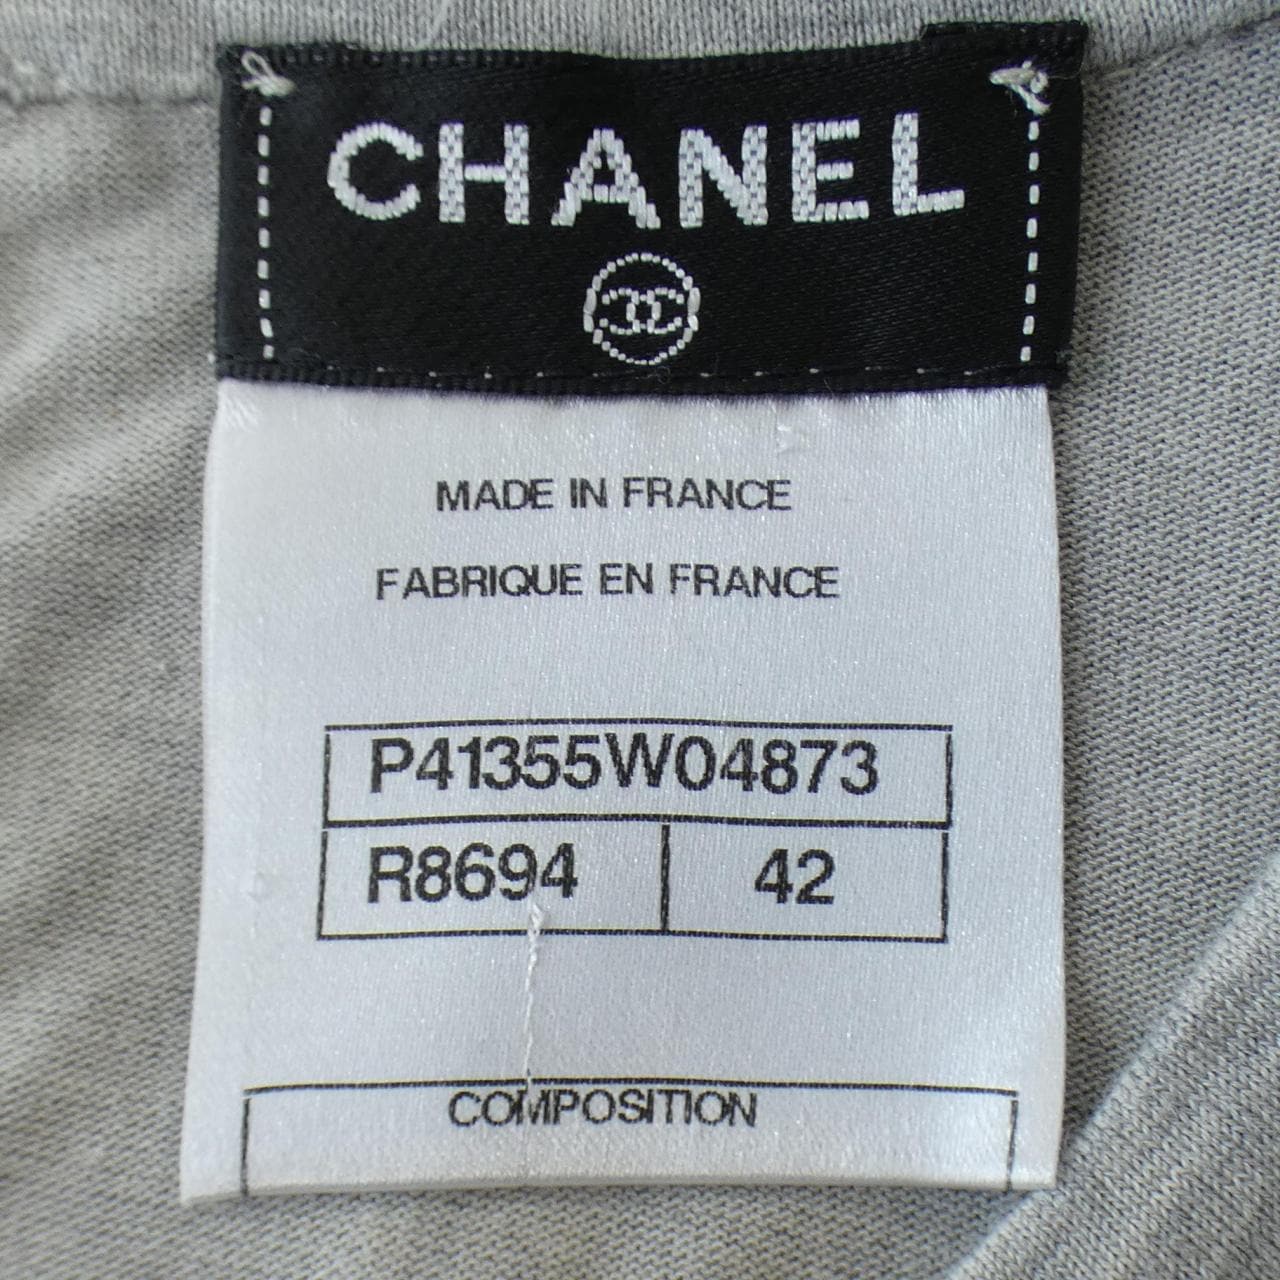 CHANEL
MADE IN FRANCE
FABRIQUE EN FRANCE
P41355W04873
R8694 42
COMPOSITION